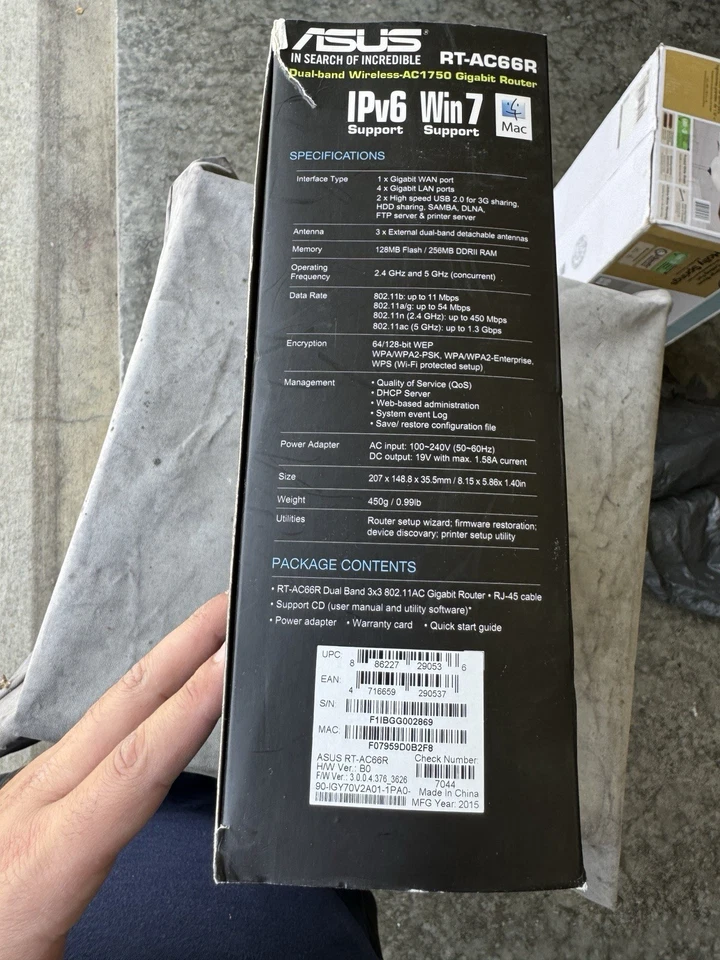 ASUS
IN SEARCH OF INCREDIBLE
RT-AC66R
Dual-band Wireless-AC1750 Gigabit Router
IPv6 Support
Win7 Support
Mac
SPECIFICATIONS
Interface Type 1 x Gigabit WAN port
4 x Gigabit LAN ports
2 x High speed USB 2.0 for 3G sharing,
HDD sharing, SAMBA, DLNA,
FTP server & printer server
Antenna 3 x External dual-band detachable antennas
Memory 128MB Flash / 256MB DDRII RAM
Operating Frequency 2.4 GHz and 5 GHz (concurrent)
Data Rate 802.11b: up to 11 Mbps
802.11a/g: up to 54 Mbps
802.11n (2.4 GHz): up to 450 Mbps
802.11ac (5 GHz): up to 1.3 Gbps
Encryption 64/128-bit WEP
WPA/WPA2-PSK, WPA/WPA2-Enterprise,
WPS (Wi-Fi protected setup)
Management • Quality of Service (QoS)
• DHCP Server
• Web-based administration
• System event Log
• Save/ restore configuration file
Power Adapter AC input: 100~240V (50~60Hz)
DC output: 19V with max. 1.58A current
Size 207 x 148.8 x 35.5mm / 8.15 x 5.86x 1.40in
Weight 450g / 0.99lb
Utilities Router setup wizard; firmware restoration;
device discovary; printer setup utility
PACKAGE CONTENTS
• RT-AC66R Dual Band 3x3 802.11AC Gigabit Router • RJ-45 cable
• Support CD (user manual and utility software)*
• Power adapter • Warranty card • Quick start guide
UPC: 8 86227 29053 6
EAN: 4 716659 290537
S/N: F1IBGG002869
MAC: F07959D0B2F8
ASUS RT-AC66R Check Number:
H/W Ver.: B0
F/W Ver.: 3.0.0.4.376_3626 7044
90-IGY70V2A01-1PA0- Made In China
MFG Year: 2015
Holly Springs